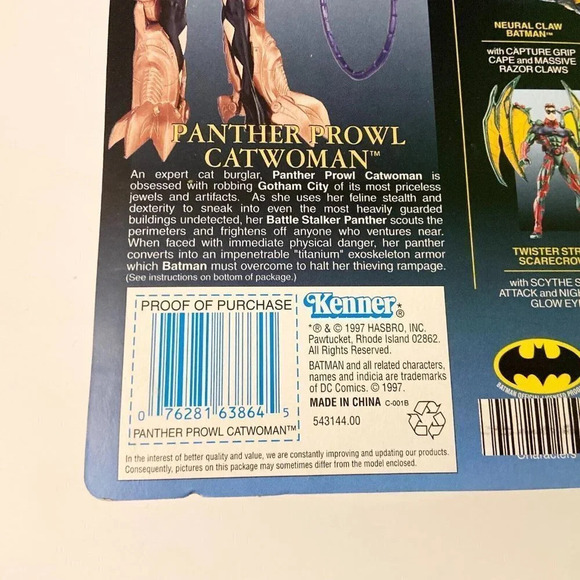 NEURAL CLAW
BATMAN™
with CAPTURE GRIP
CAPE and MASSIVE
RAZOR CLAWS
PANTHER PROWL
CATWOMAN™
An expert cat burglar, Panther Prowl Catwoman is
obsessed with robbing Gotham City of its most priceless
jewels and artifacts. As she uses her feline stealth and
dexterity to sneak into even the most heavily guarded
buildings undetected, her Battle Stalker Panther scouts the
perimeters and frightens off anyone who ventures near.
When faced with immediate physical danger, her panther
converts into an impenetrable "titanium" exoskeleton armor
which Batman must overcome to halt her thieving rampage.
(See instructions on bottom of package.)
TWISTER
SCARECROW
with SCYTHE
ATTACK and
GLOW
PROOF OF PURCHASE
0 76281 63864 5
PANTHER PROWL CATWOMAN™
Kenner®
*® & © 1997 HASBRO, INC.
Pawtucket, Rhode Island 02862.
All Rights Reserved.
BATMAN and all related characters,
names and indicia are trademarks
of DC Comics. © 1997.
MADE IN CHINA C-001B
543144.00
BATMAN OFFICIAL LICENSED
Characters
In the interest of better quality and value, we are constantly improving and updating our products.
Consequently, pictures on this package may sometimes differ from the model enclosed.